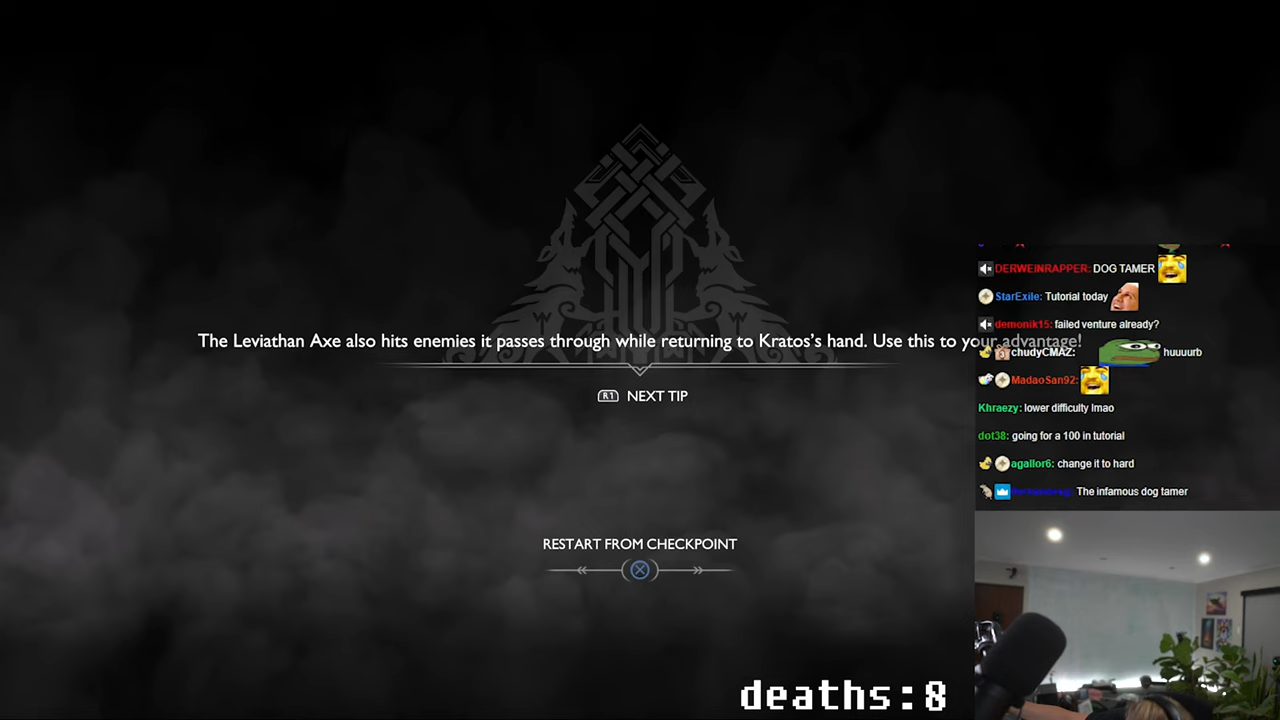 DERWEINRAPPER: DOG TAMER
StarExile: Tutorial today
demonik15: failed venture already?
The Leviathan Axe also hits enemies it passes through while returning to Kratos's hand. Use this to your advantage!
chudyCMAZ: huuuurb
MadaoSan92:
R1 NEXT TIP
Khraezy: lower difficulty lmao
dot38: going for a 100 in tutorial
agallor6: change it to hard
The infamous dog tamer
RESTART FROM CHECKPOINT
deaths:8